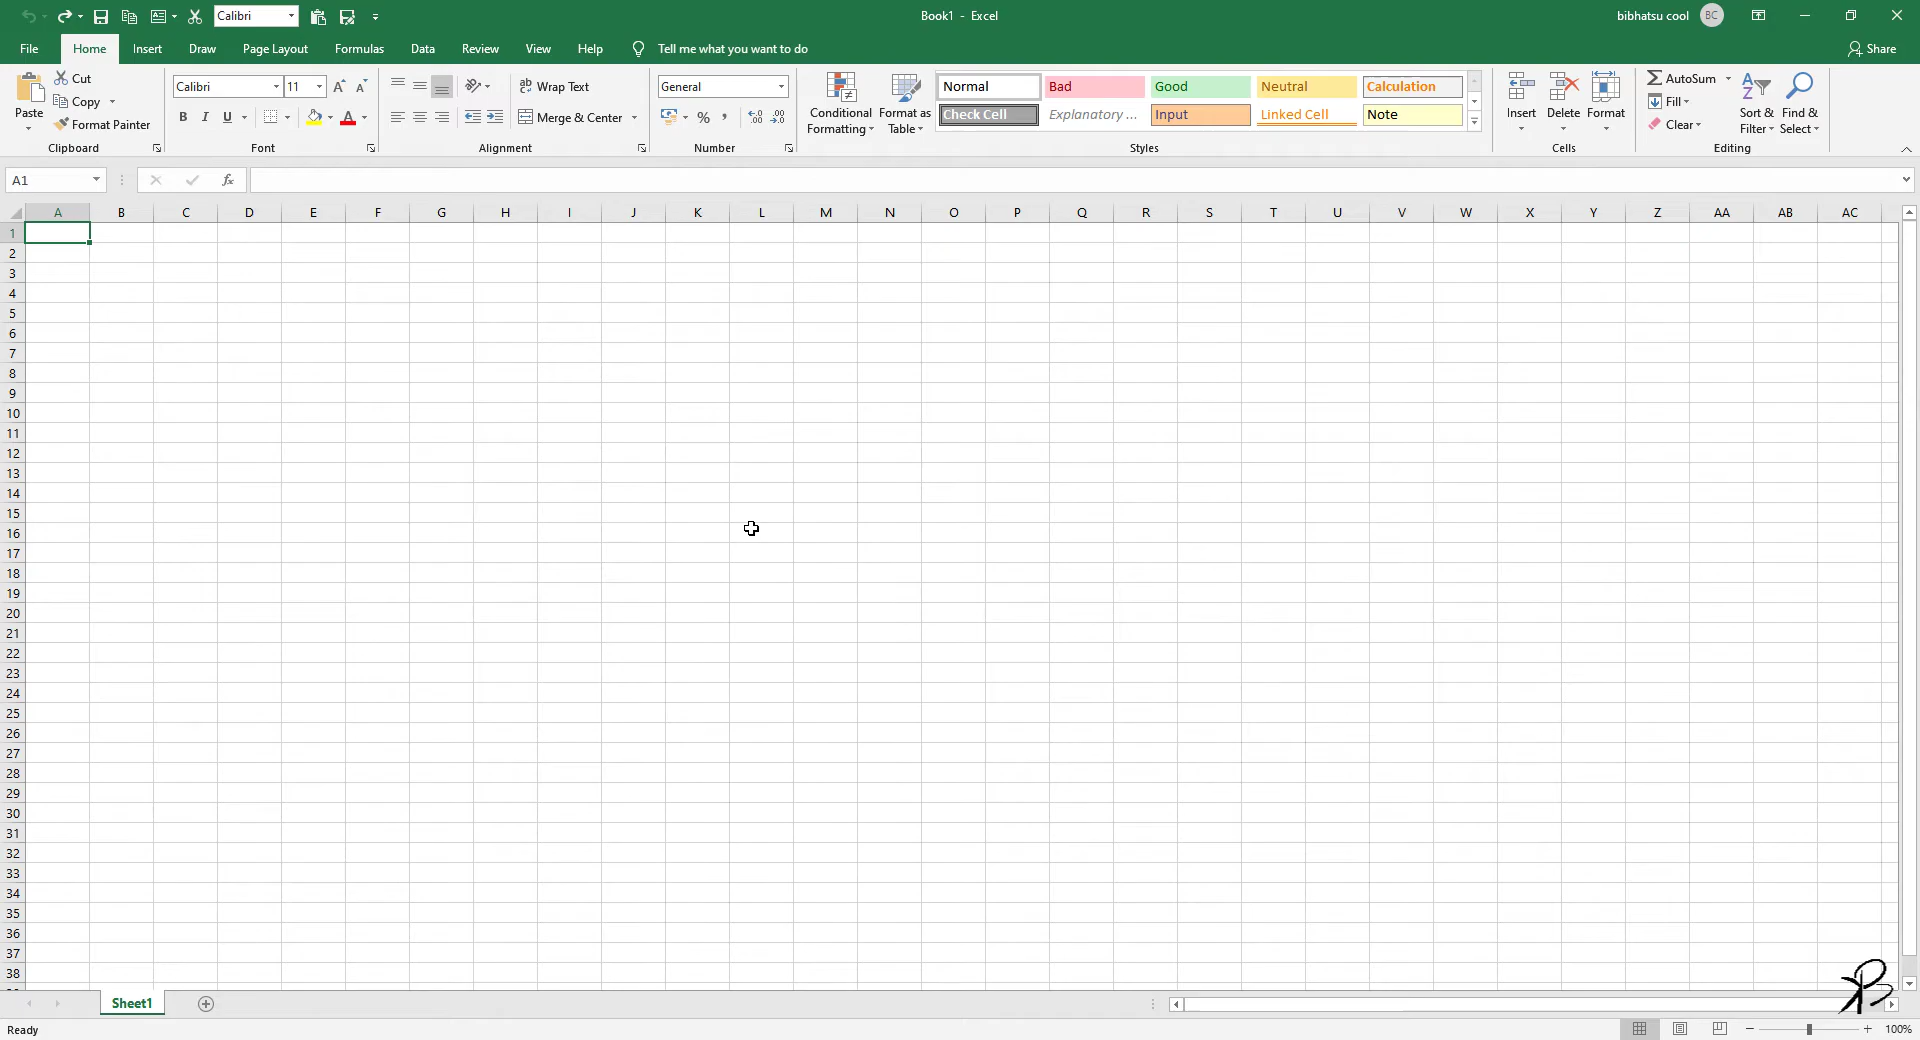 Calibri
Book1 - Excel
bibhatsu cool
BC
File
Home
Insert
Draw
Page Layout
Formulas
Data
Review
View
Help
Tell me what you want to do
Share
Paste
Cut
Copy
Format Painter
Clipboard
Calibri
11
A
A
B
I
U
A
Font
ab
Wrap Text
Merge & Center
Alignment
General
%
,
Number
Conditional
Formatting
Format as
Table
Normal
Bad
Good
Neutral
Calculation
Check Cell
Explanatory ...
Input
Linked Cell
Note
Styles
Insert
Delete
Format
Cells
AutoSum
Fill
Clear
Sort &
Filter
Find &
Select
Editing
A1
fx
A B C D E F G H I J K L M N O P Q R S T U V W X Y Z AA AB AC
1
2
3
4
5
6
7
8
9
10
11
12
13
14
15
16
17
18
19
20
21
22
23
24
25
26
27
28
29
30
31
32
33
34
35
36
37
38
Sheet1
Ready
100%